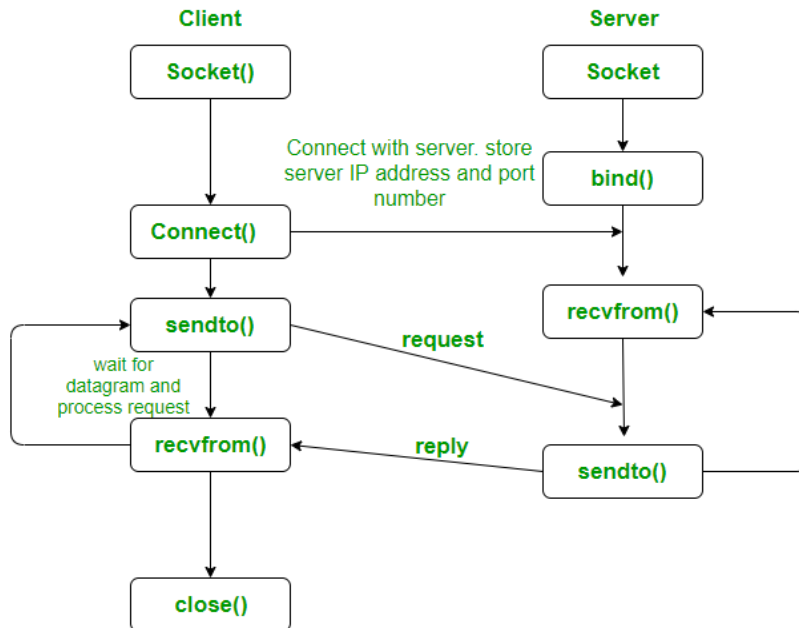 Client
Server
Socket()
Socket
Connect with server. store
server IP address and port
number
bind()
Connect()
sendto()
recvfrom()
request
wait for
datagram and
process request
recvfrom()
reply
sendto()
close()